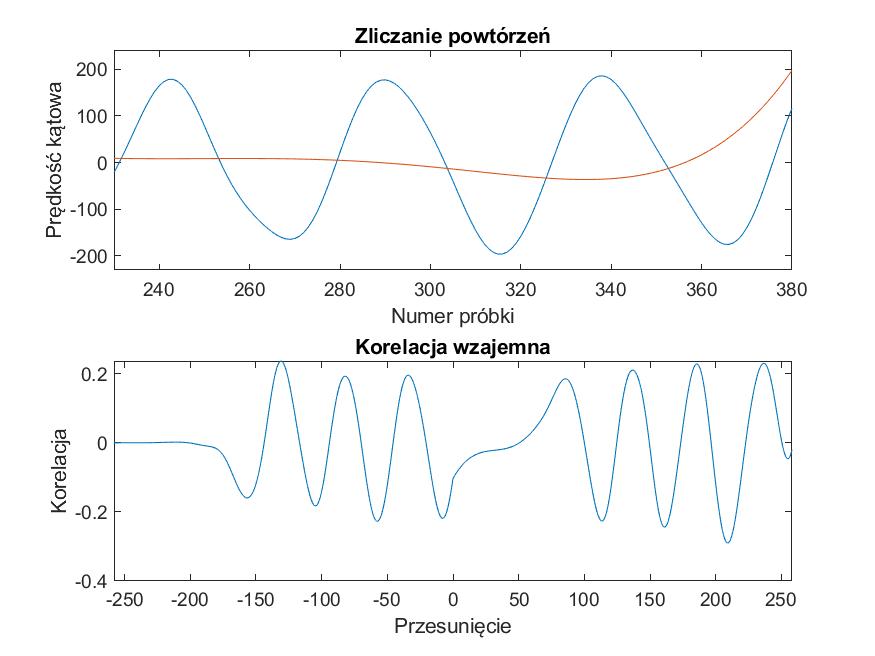 Zliczanie powtórzeń
Prędkość kątowa
200
100
0
-100
-200
240 260 280 300 320 340 360 380
Numer próbki
Korelacja wzajemna
Korelacja
0.2
0
-0.2
-0.4
-250 -200 -150 -100 -50 0 50 100 150 200 250
Przesunięcie